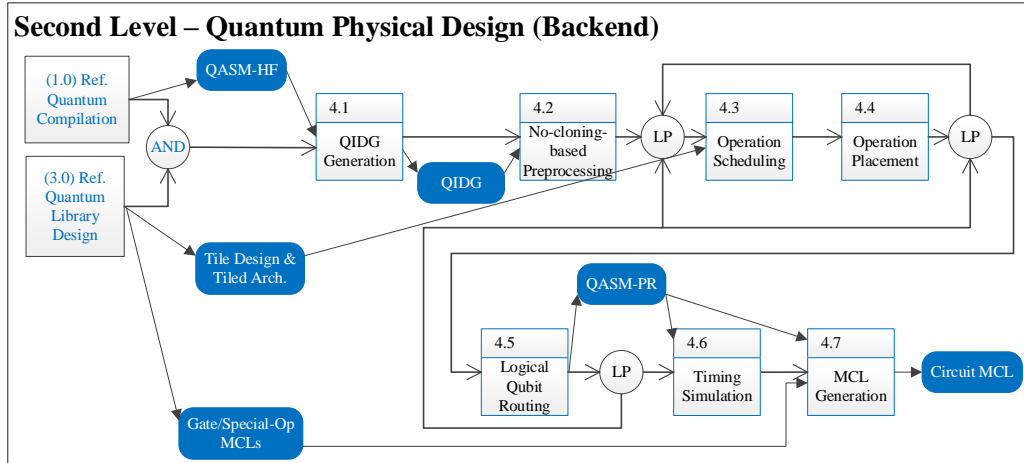 Second Level – Quantum Physical Design (Backend)
(1.0) Ref.
Quantum
Compilation
QASM-HF
AND
(3.0) Ref.
Quantum
Library
Design
4.1
QIDG
Generation
QIDG
4.2
No-cloning-
based
Preprocessing
LP
4.3
Operation
Scheduling
4.4
Operation
Placement
LP
Tile Design &
Tiled Arch.
QASM-PR
4.5
Logical
Qubit
Routing
LP
4.6
Timing
Simulation
4.7
MCL
Generation
Circuit MCL
Gate/Special-Op
MCLs